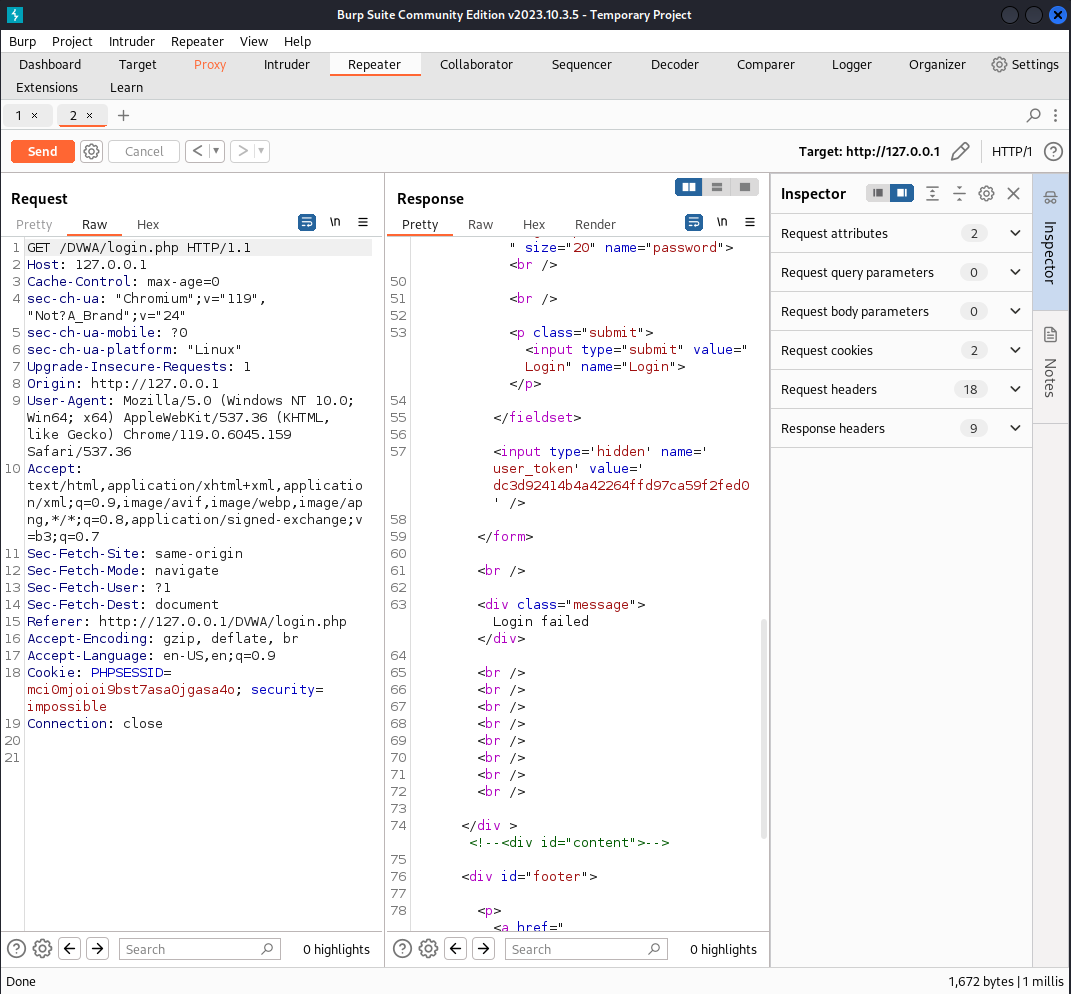 Burp Suite Community Edition v2023.10.3.5 - Temporary Project
Burp Project Intruder Repeater View Help
Dashboard Target Proxy Intruder Repeater Collaborator Sequencer Decoder Comparer Logger Organizer Settings
Extensions Learn
1 × 2 × +
Send Cancel < > Target: http://127.0.0.1 HTTP/1 ?
Request
Pretty Raw Hex \n
1 GET /DVWA/login.php HTTP/1.1
2 Host: 127.0.0.1
3 Cache-Control: max-age=0
4 sec-ch-ua: "Chromium";v="119",
"Not?A_Brand";v="24"
5 sec-ch-ua-mobile: ?0
6 sec-ch-ua-platform: "Linux"
7 Upgrade-Insecure-Requests: 1
8 Origin: http://127.0.0.1
9 User-Agent: Mozilla/5.0 (Windows NT 10.0;
Win64; x64) AppleWebKit/537.36 (KHTML,
like Gecko) Chrome/119.0.6045.159
Safari/537.36
10 Accept:
text/html,application/xhtml+xml,applicatio
n/xml;q=0.9,image/avif,image/webp,image/ap
ng,*/*;q=0.8,application/signed-exchange;v
=b3;q=0.7
11 Sec-Fetch-Site: same-origin
12 Sec-Fetch-Mode: navigate
13 Sec-Fetch-User: ?1
14 Sec-Fetch-Dest: document
15 Referer: http://127.0.0.1/DVWA/login.php
16 Accept-Encoding: gzip, deflate, br
17 Accept-Language: en-US,en;q=0.9
18 Cookie: PHPSESSID=
mci0mjoioi9bst7asa0jgasa4o; security=
impossible
19 Connection: close
20
21
? Search 0 highlights
Response
Pretty Raw Hex Render \n
" size="20" name="password">
<br />
50
51 <br />
52
53 <p class="submit">
<input type="submit" value="
Login" name="Login">
</p>
54
55 </fieldset>
56
57 <input type='hidden' name='
user_token' value='
dc3d92414b4a42264ffd97ca59f2fed0
' />
58
59 </form>
60
61 <br />
62
63 <div class="message">
Login failed
</div>
64
65 <br />
66 <br />
67 <br />
68 <br />
69 <br />
70 <br />
71 <br />
72 <br />
73
74 </div >
<!--<div id="content">-->
75
76 <div id="footer">
77
78 <p>
<a href="
? Search 0 highlights
Inspector
Request attributes 2
Request query parameters 0
Request body parameters 0
Request cookies 2
Request headers 18
Response headers 9
Inspector
Notes
Done 1,672 bytes | 1 millis